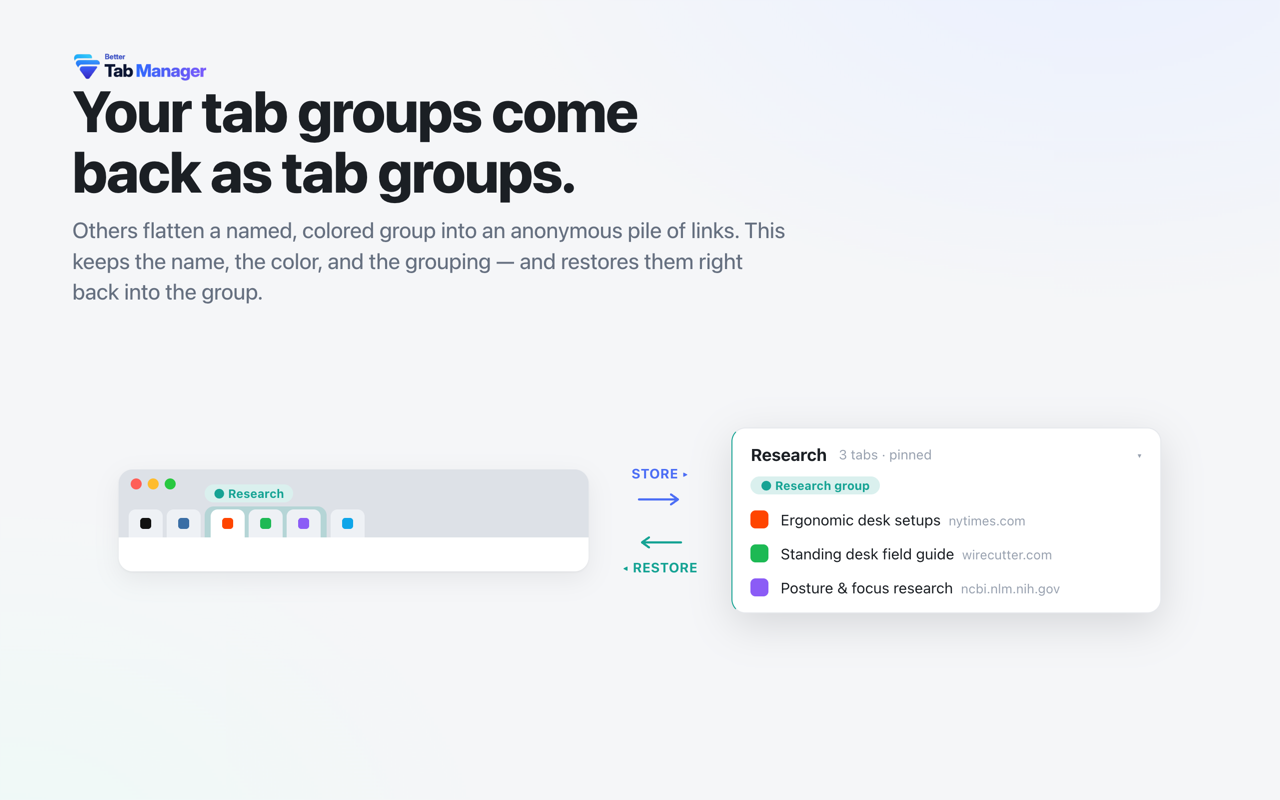 Better
Tab Manager
Your tab groups come
back as tab groups.
Others flatten a named, colored group into an anonymous pile of links. This
keeps the name, the color, and the grouping — and restores them right
back into the group.
Research
STORE ▸
◂ RESTORE
Research 3 tabs · pinned ▾
Research group
Ergonomic desk setups nytimes.com
Standing desk field guide wirecutter.com
Posture & focus research ncbi.nlm.nih.gov